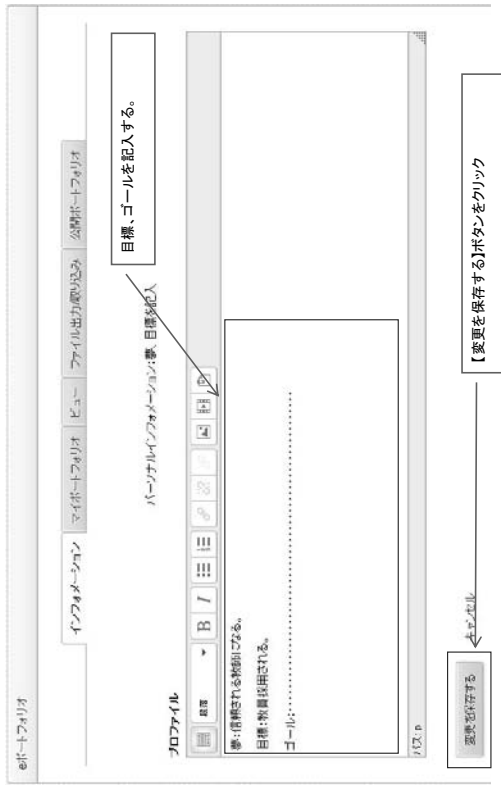 eポートフォリオ
インフォメーション マイポートフォリオ ビュー ファイル出力/取り込み 公開ポートフォリオ
パーソナルインフォメーション:夢、目標を記入
目標、ゴールを記入する。
プロファイル
段落 B I
夢:信頼される教師になる。
目標:教員採用される。
ゴール:……………………………………………
パス: p
変更を保存する キャンセル
【変更を保存する】ボタンをクリック